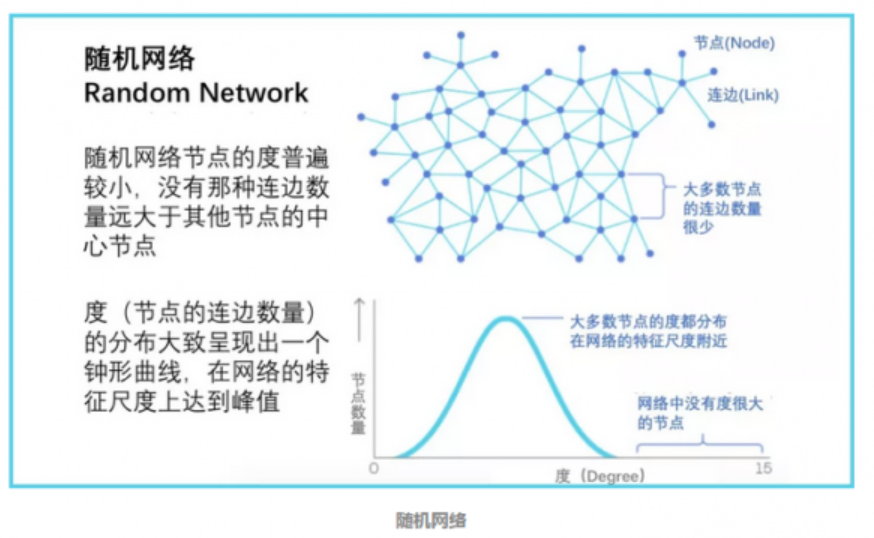 随机网络
Random Network
随机网络节点的度普遍
较小，没有那种连边数
量远大于其他节点的中
心节点
节点(Node)
连边(Link)
大多数节点
的连边数量
很少
度（节点的连边数量）
的分布大致呈现出一个
钟形曲线，在网络的特
征尺度上达到峰值
节点数量
大多数节点的度都分布
在网络的特征尺度附近
网络中没有度很大
的节点
0
度（Degree）
15
随机网络